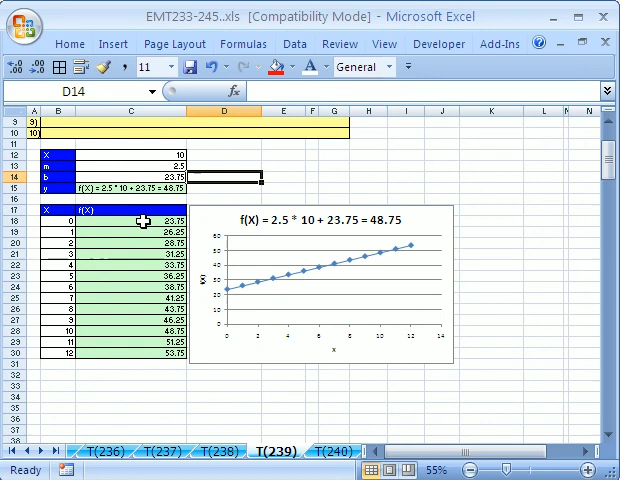 EMT233-245..xls [Compatibility Mode] - Microsoft Excel
Home Insert Page Layout Formulas Data Review View Developer Add-Ins
11 General
D14 fx
A B C D E F G H I J K L M N
9 9)
10 10)
11
12 X 10
13 m 2.5
14 b 23.75
15 y f(X) = 2.5 * 10 + 23.75 = 48.75
16
17 X f(X)
18 0 23.75
19 1 26.25
20 2 28.75
21 3 31.25
22 4 33.75
23 5 36.25
24 6 38.75
25 7 41.25
26 8 43.75
27 9 46.25
28 10 48.75
29 11 51.25
30 12 53.75
31
32
33
34
35
36
37
38
f(X) = 2.5 * 10 + 23.75 = 48.75
60
50
40
30
20
10
0
f(X)
0 2 4 6 8 10 12 14
X
T(236) T(237) T(238) T(239) T(240)
Ready 55%